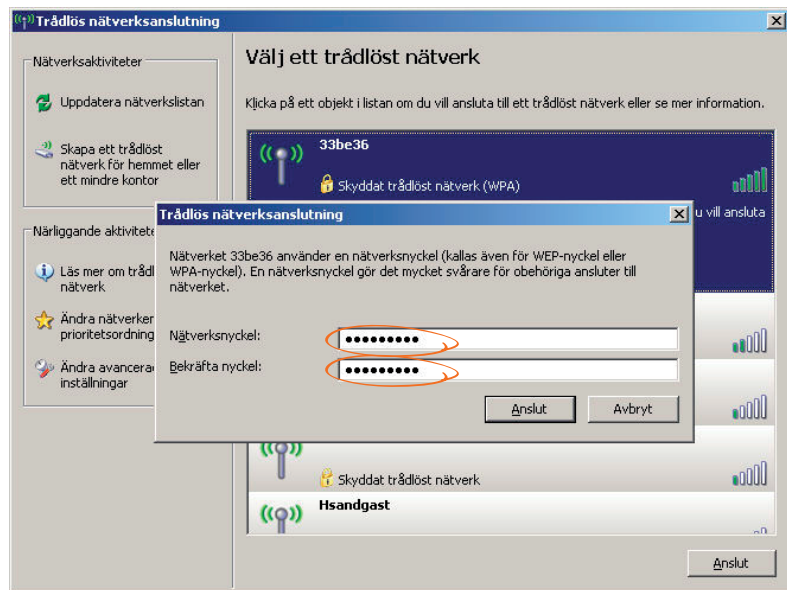 Trådlös nätverksanslutning
Nätverksaktiviteter
Uppdatera nätverkslistan
Skapa ett trådlöst
nätverk för hemmet eller
ett mindre kontor
Närliggande aktivitete
Läs mer om trådl
nätverk
Ändra nätverker
prioritetsordning
Ändra avancera
inställningar
Välj ett trådlöst nätverk
Klicka på ett objekt i listan om du vill ansluta till ett trådlöst nätverk eller se mer information.
33be36
Skyddat trådlöst nätverk (WPA)
u vill ansluta
Trådlös nätverksanslutning
Nätverket 33be36 använder en nätverksnyckel (kallas även för WEP-nyckel eller
WPA-nyckel). En nätverksnyckel gör det mycket svårare för obehöriga ansluter till
nätverket.
Nätverksnyckel: •••••••••
Bekräfta nyckel: •••••••••
Anslut Avbryt
Skyddat trådlöst nätverk
Hsandgast
Anslut